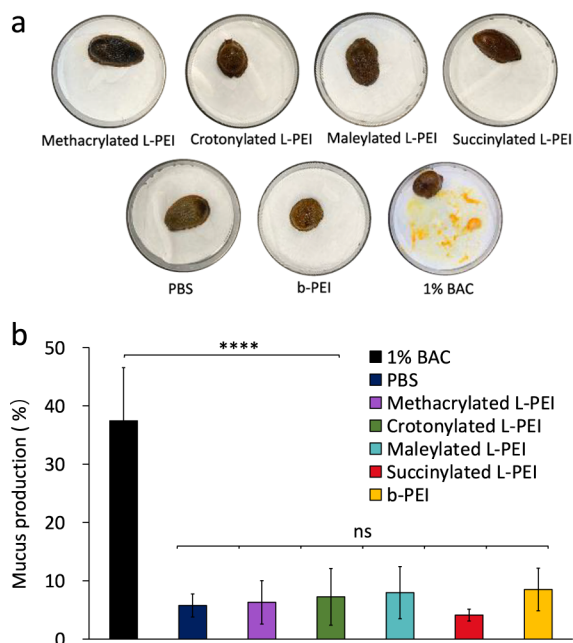 a
Methacrylated L-PEI
Crotonylated L-PEI
Maleylated L-PEI
Succinylated L-PEI
PBS
b-PEI
1% BAC
b
Mucus production ( %)
50
40
30
20
10
0
****
ns
1% BAC
PBS
Methacrylated L-PEI
Crotonylated L-PEI
Maleylated L-PEI
Succinylated L-PEI
b-PEI